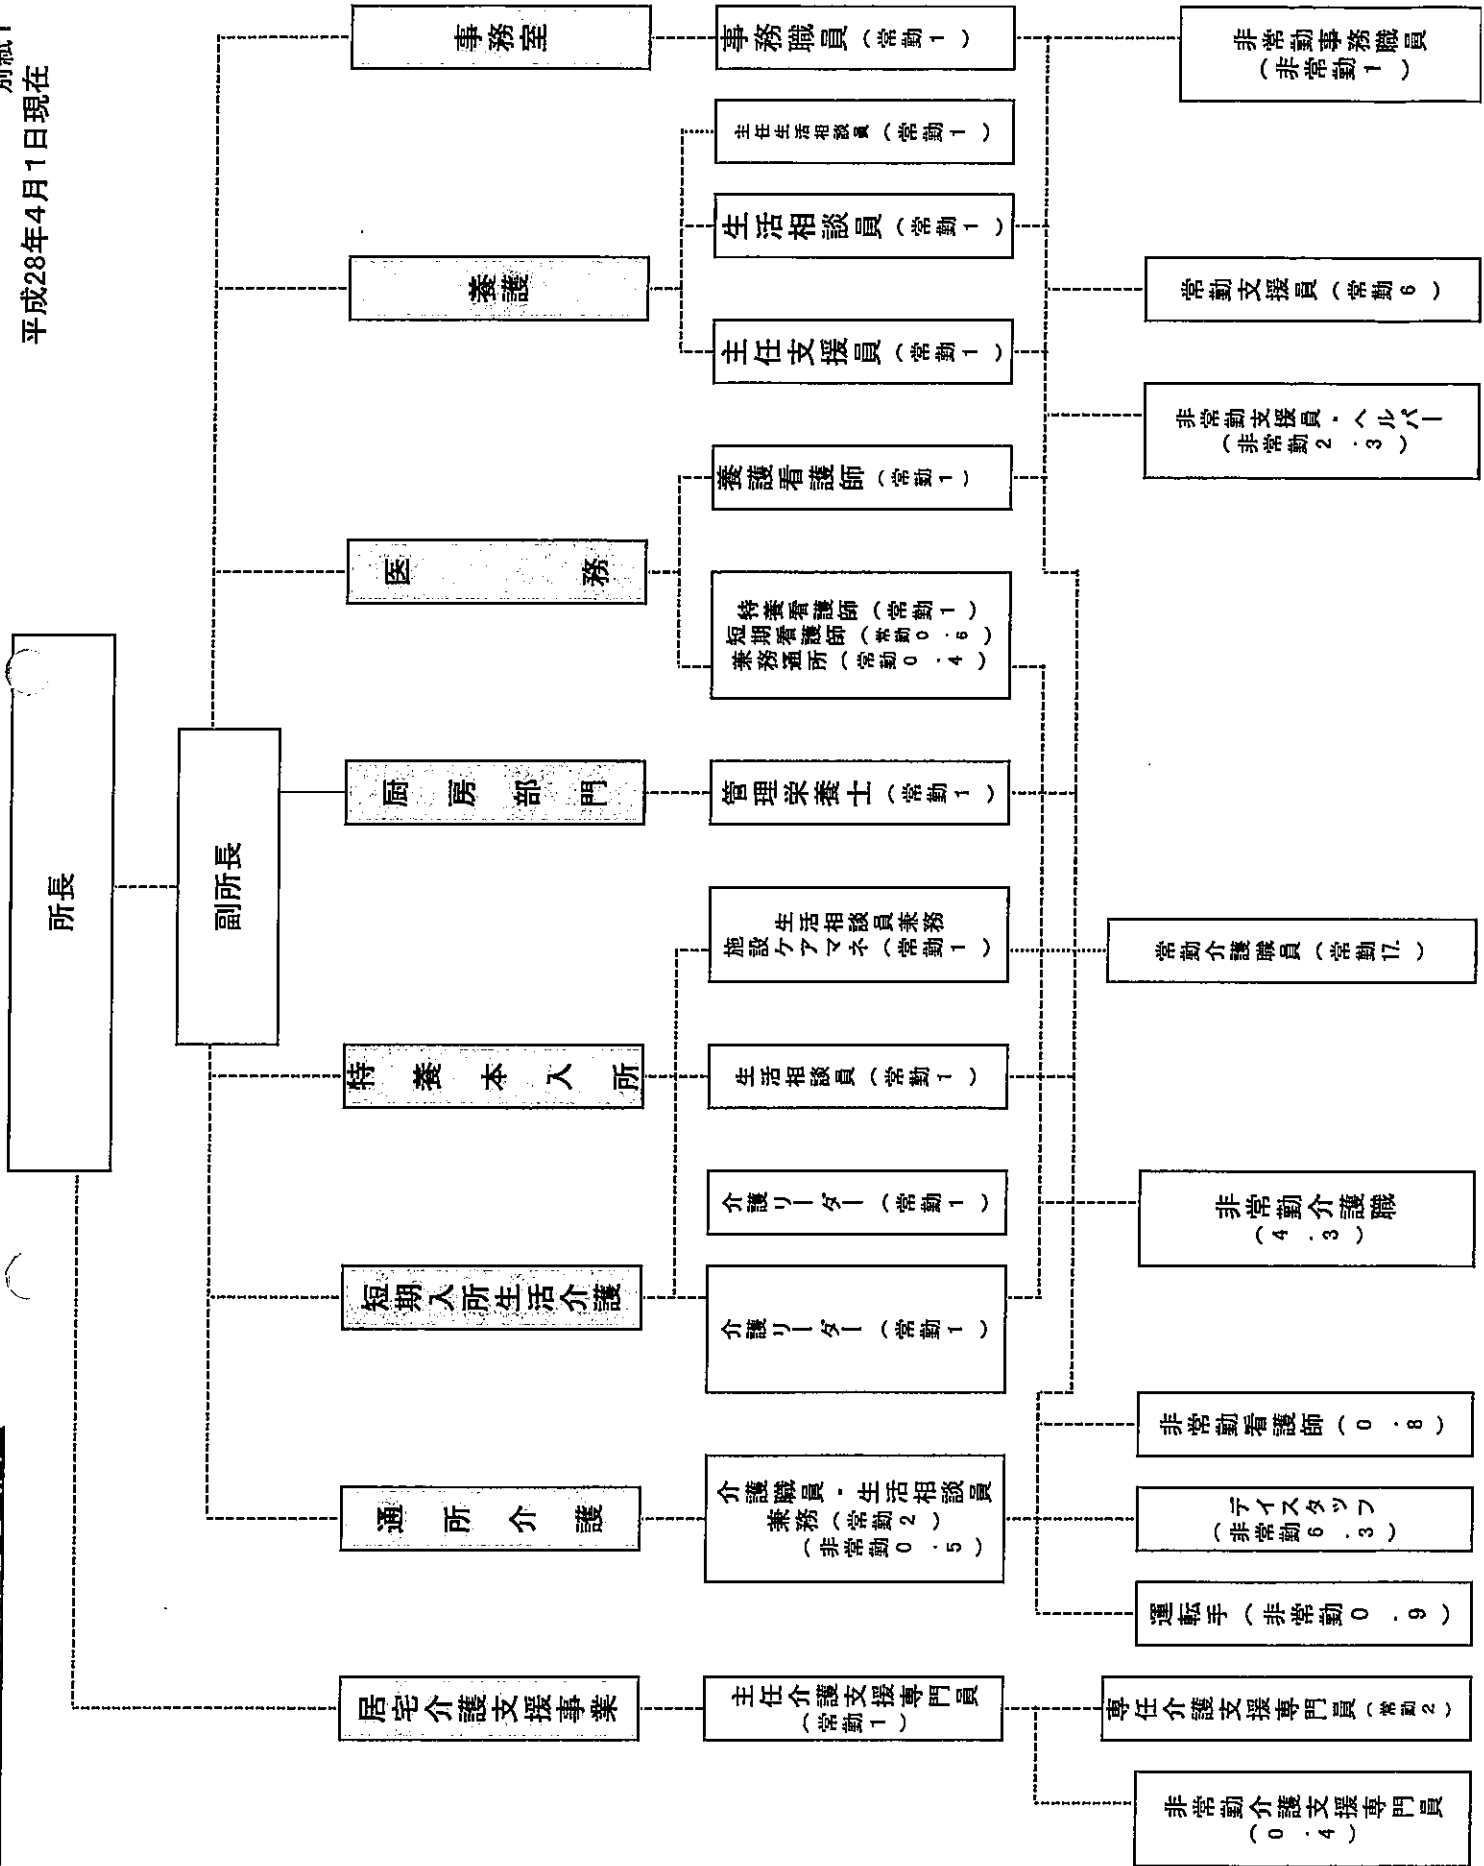 別紙1
平成28年4月1日現在
所長
副所長
居宅介護支援事業
通所介護
短期入所生活介護
特養本入所
厨房部門
医務
養護
事務室
主任介護支援専門員
(常勤1)
介護職員・生活相談員
兼務(常勤2)
(非常勤0.5)
介護リーダー(常勤1)
介護リーダー(常勤1)
生活相談員(常勤1)
生活相談員兼務
施設ケアマネ(常勤1)
管理栄養士(常勤1)
特養看護師(常勤1)
短期看護師(常勤0.6)
兼務通所(常勤0.4)
養護看護師(常勤1)
主任支援員(常勤1)
生活相談員(常勤1)
主任生活相談員(常勤1)
事務職員(常勤1)
非常勤介護支援専門員
(0.4)
専任介護支援専門員(常勤2)
運転手(非常勤0.9)
デイスタッフ
(非常勤6.3)
非常勤看護師(0.8)
非常勤介護職
(4.3)
常勤介護職員(常勤17.)
非常勤支援員・ヘルパー
(非常勤2.3)
常勤支援員(常勤6)
非常勤事務職員
(非常勤1)